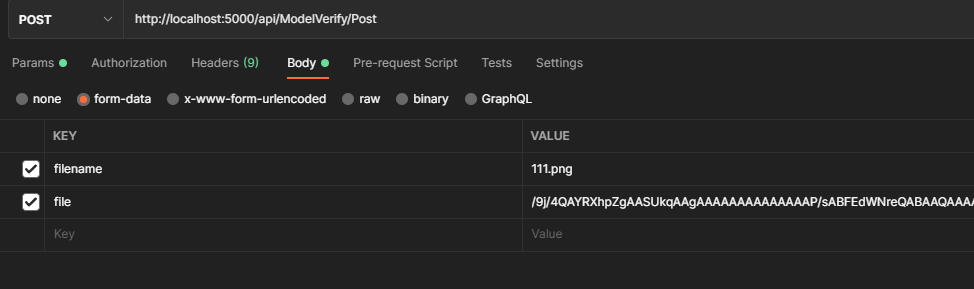 POST http://localhost:5000/api/ModelVerify/Post
Params Authorization Headers (9) Body Pre-request Script Tests Settings
none form-data x-www-form-urlencoded raw binary GraphQL
KEY VALUE
filename 111.png
file /9j/4QAYRXhpZgAASUkqAAgAAAAAAAAAAAAAAP/sABFEdWNreQABAAQAAAA
Key Value